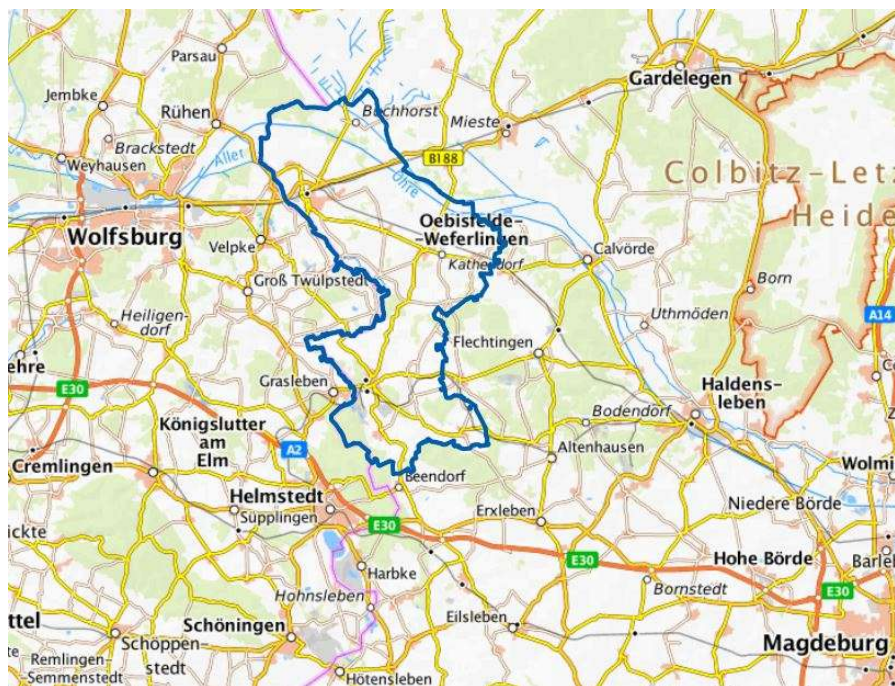 Parsau
Gardelegen
Jembke
Rühen
Buchhorst
Mieste
Brackstedt
Weyhausen
Aller
B188
Ohre
Colbitz-Letz
Heide
Wolfsburg
Velpke
Oebisfelde-
-Weferlingen
Kathendorf
Calvörde
Groß Twülpstedt
Born
Heiligen-
dorf
Uthmöden
A14
Flechtingen
ehre
E30
Grasleben
Haldens-
leben
Königslutter
am
Elm
Bodendorf
A2
Altenhausen
Cremlingen
Beendorf
Wolmi
Helmstedt
Süpplingen
Erxleben
Niedere Börde
ickte
E30
Hohe Börde
Harbke
E30
Barle
Bornstedt
E30
Hohnsleben
Eilsleben
ttel
Schöppen-
stedt
Schöningen
Magdeburg
Remlingen-
Semmenstedt
Hötensleben